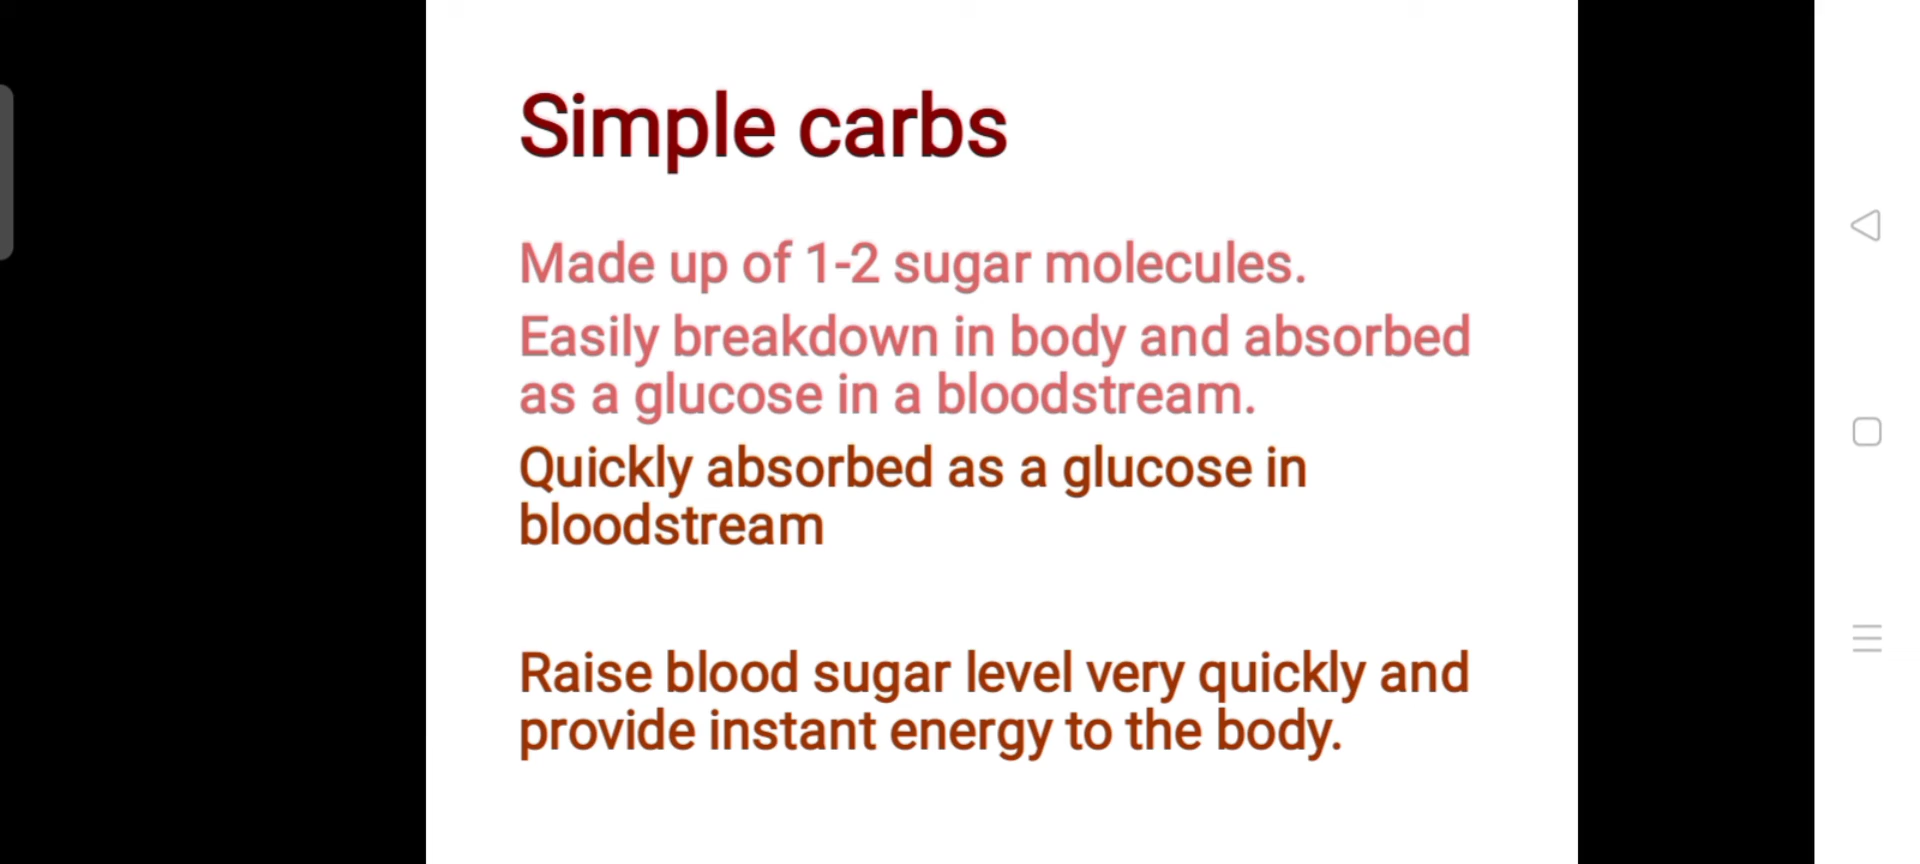 Simple carbs
Made up of 1-2 sugar molecules.
Easily breakdown in body and absorbed
as a glucose in a bloodstream.
Quickly absorbed as a glucose in
bloodstream
Raise blood sugar level very quickly and
provide instant energy to the body.